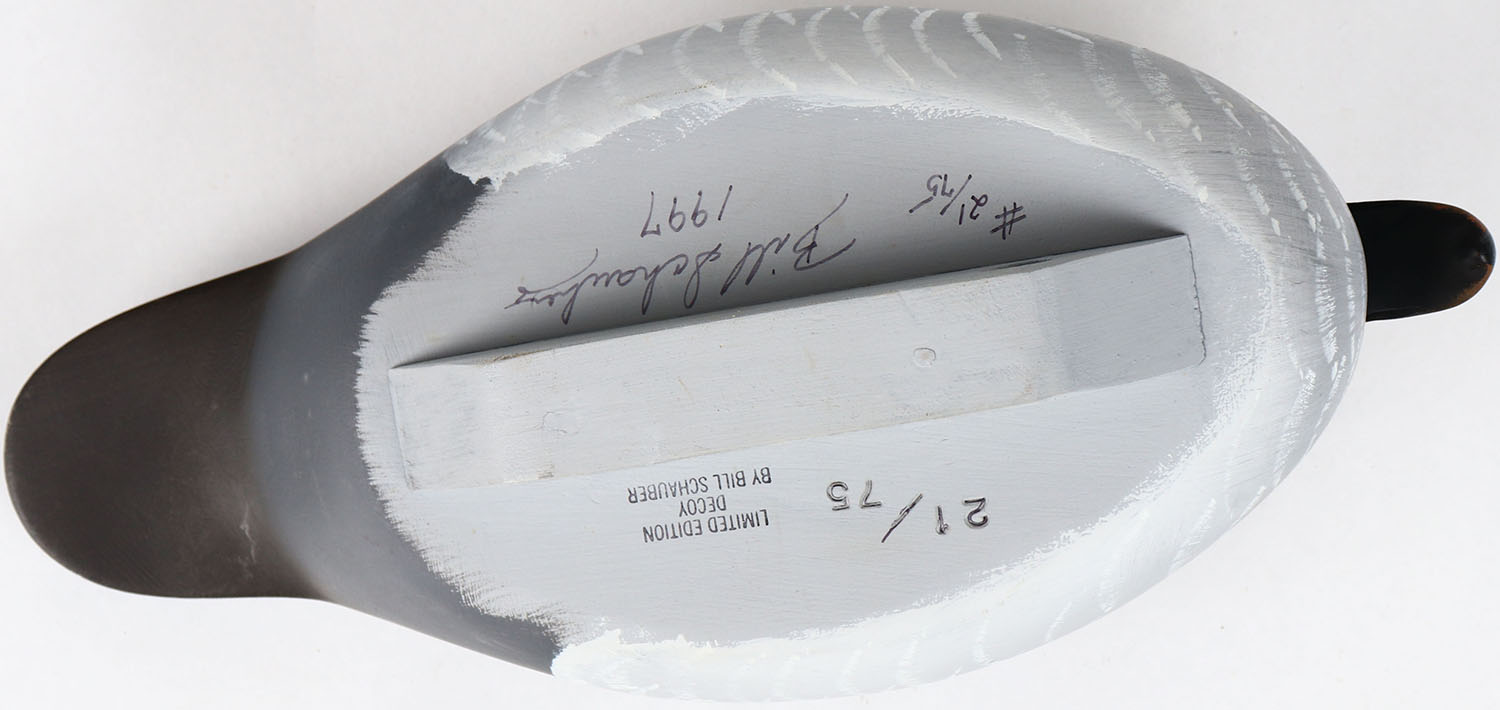 21/75
LIMITED EDITION
DECOY
BY BILL SCHAUBER
# 21/75
Bill Schauber
1997